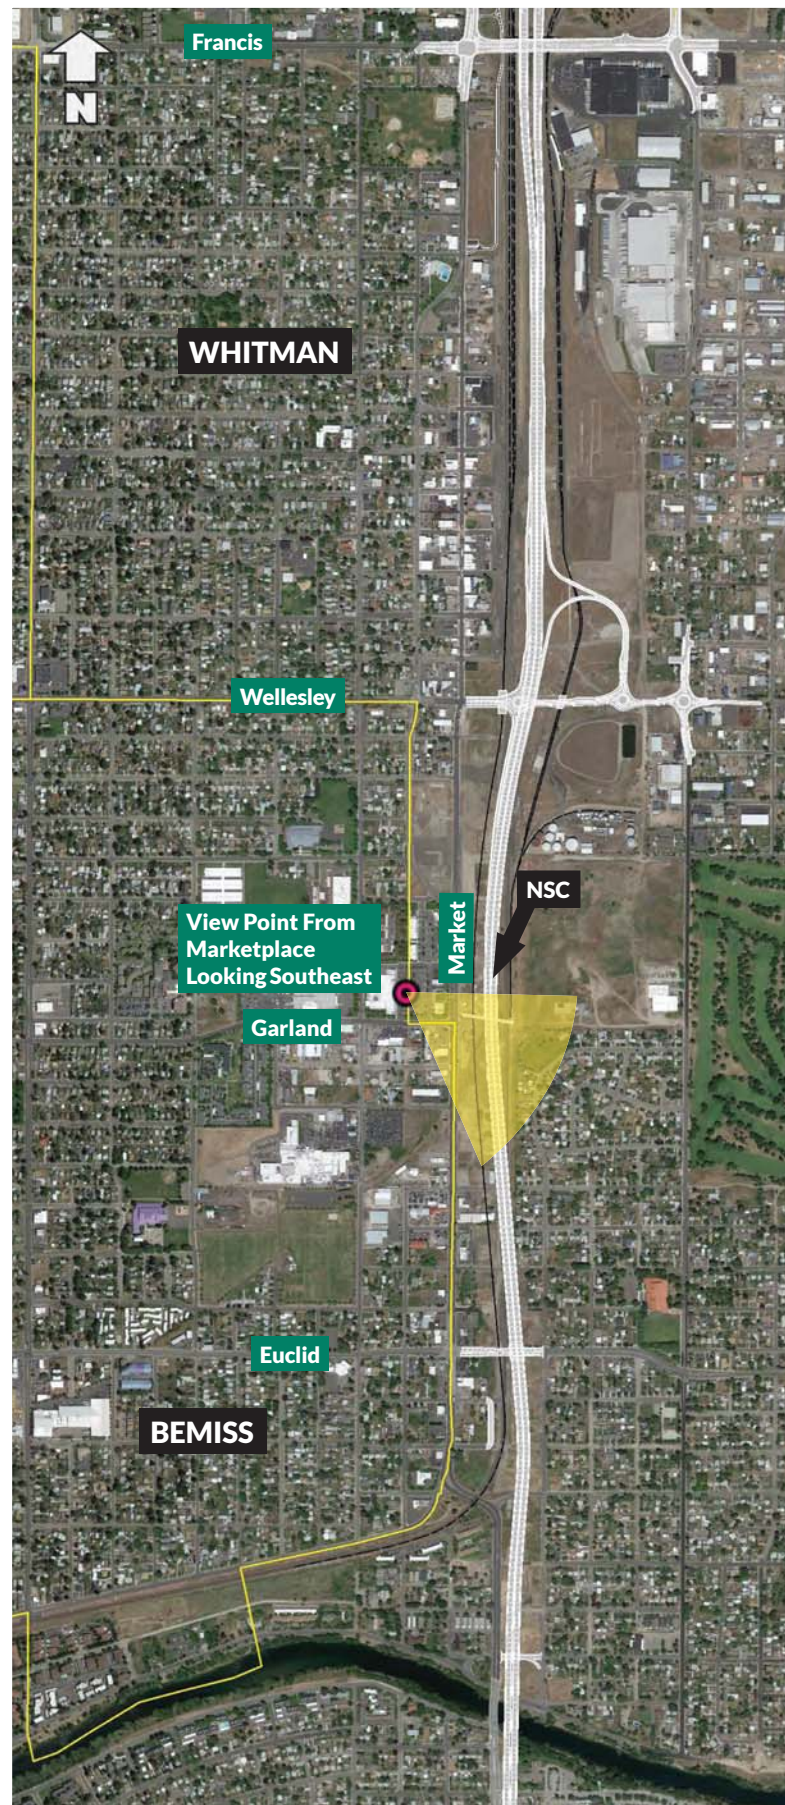 Francis
N
WHITMAN
Wellesley
NSC
View Point From
Marketplace
Looking Southeast
Market
Garland
Euclid
BEMISS